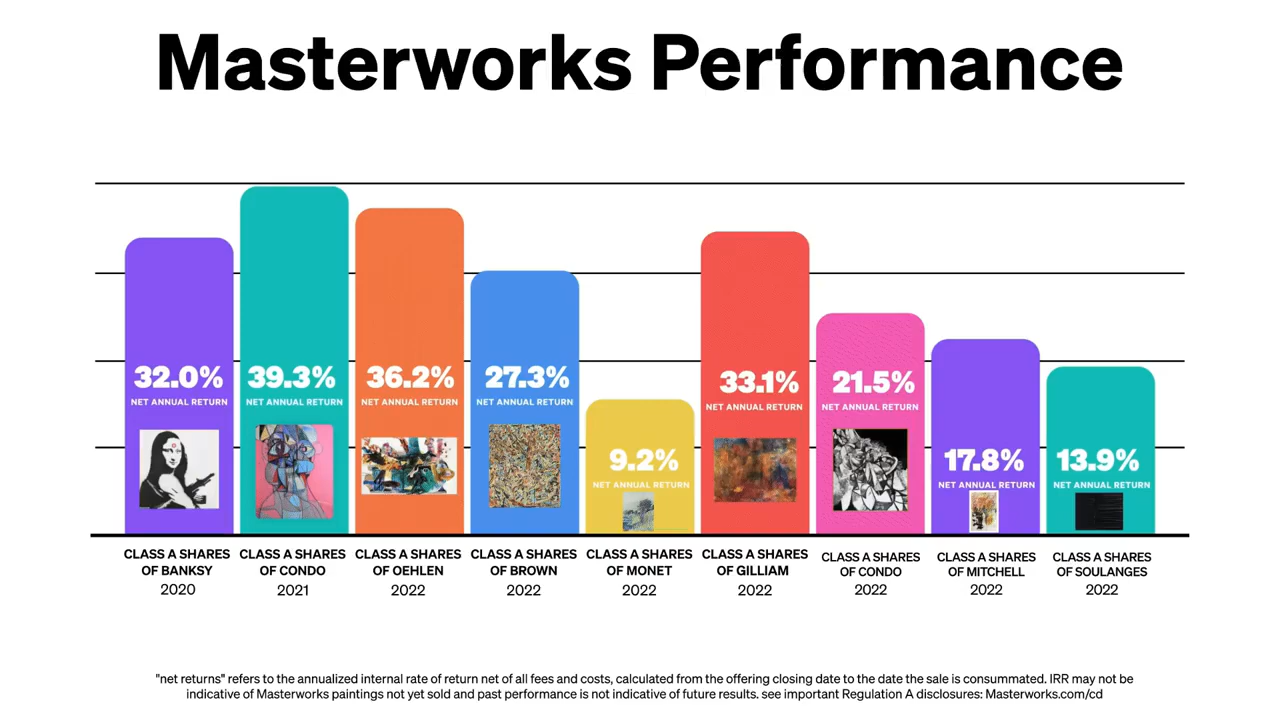 Masterworks Performance
32.0%
NET ANNUAL RETURN
39.3%
NET ANNUAL RETURN
36.2%
NET ANNUAL RETURN
27.3%
NET ANNUAL RETURN
9.2%
NET ANNUAL RETURN
33.1%
NET ANNUAL RETURN
21.5%
NET ANNUAL RETURN
17.8%
NET ANNUAL RETURN
13.9%
NET ANNUAL RETURN
CLASS A SHARES
OF BANKSY
2020
CLASS A SHARES
OF CONDO
2021
CLASS A SHARES
OF OEHLEN
2022
CLASS A SHARES
OF BROWN
2022
CLASS A SHARES
OF MONET
2022
CLASS A SHARES
OF GILLIAM
2022
CLASS A SHARES
OF CONDO
2022
CLASS A SHARES
OF MITCHELL
2022
CLASS A SHARES
OF SOULANGES
2022
"net returns" refers to the annualized internal rate of return net of all fees and costs, calculated from the offering closing date to the date the sale is consummated. IRR may not be
indicative of Masterworks paintings not yet sold and past performance is not indicative of future results. see important Regulation A disclosures: Masterworks.com/cd